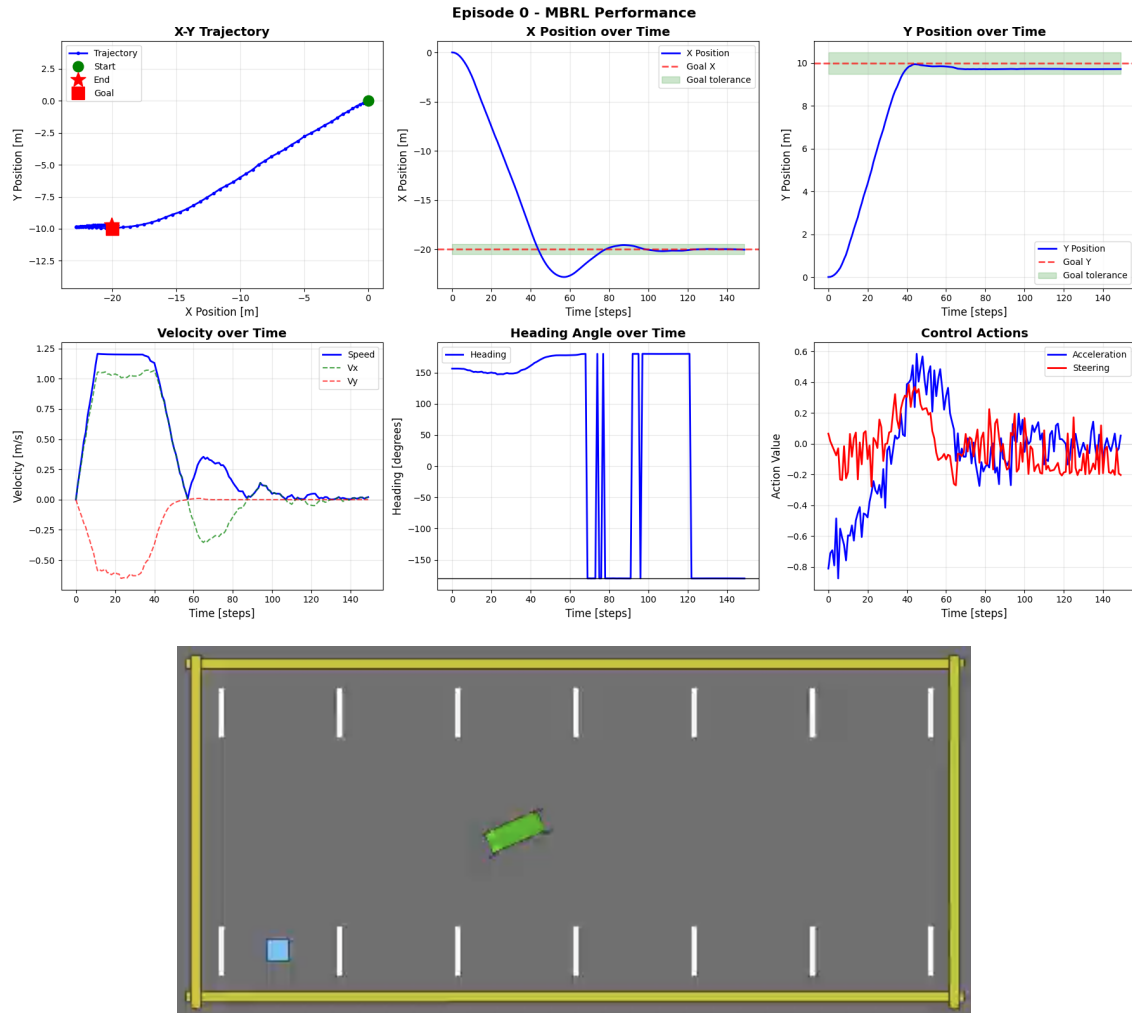 Episode 0 - MBRL Performance
X-Y Trajectory
Trajectory
Start
End
Goal
2.5
0.0
−2.5
−5.0
−7.5
−10.0
−12.5
Y Position [m]
−20
−15
−10
−5
0
X Position [m]
X Position over Time
X Position
Goal X
Goal tolerance
0
−5
−10
−15
−20
X Position [m]
0
20
40
60
80
100
120
140
Time [steps]
Y Position over Time
10
8
6
4
2
0
Y Position [m]
Y Position
Goal Y
Goal tolerance
0
20
40
60
80
100
120
140
Time [steps]
Velocity over Time
Speed
Vx
Vy
1.25
1.00
0.75
0.50
0.25
0.00
−0.25
−0.50
Velocity [m/s]
0
20
40
60
80
100
120
140
Time [steps]
Heading Angle over Time
Heading
150
100
50
0
−50
−100
−150
Heading [degrees]
0
20
40
60
80
100
120
140
Time [steps]
Control Actions
Acceleration
Steering
0.6
0.4
0.2
0.0
−0.2
−0.4
−0.6
−0.8
Action Value
0
20
40
60
80
100
120
140
Time [steps]